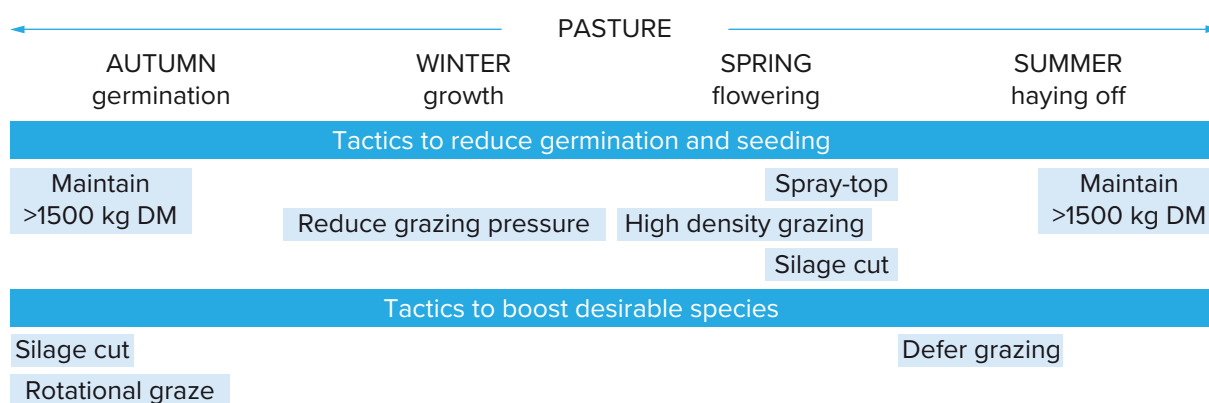 PASTURE
AUTUMN
germination
WINTER
growth
SPRING
flowering
SUMMER
haying off
Tactics to reduce germination and seeding
Maintain
>1500 kg DM
Reduce grazing pressure
Spray-top
High density grazing
Silage cut
Maintain
>1500 kg DM
Tactics to boost desirable species
Silage cut
Rotational graze
Defer grazing